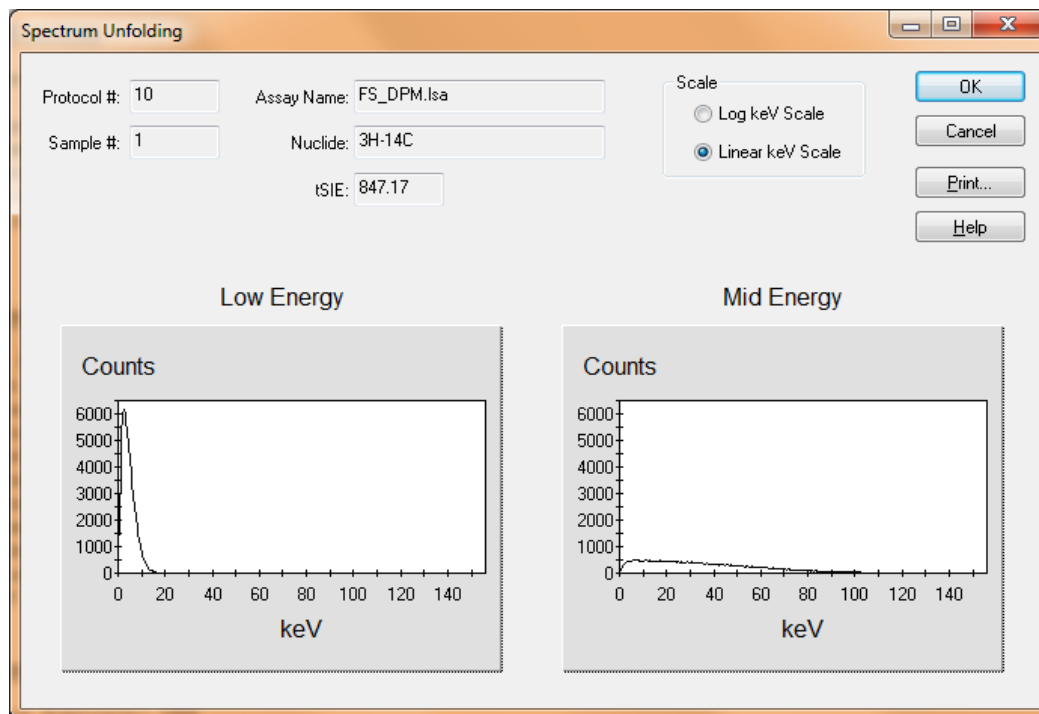 Spectrum Unfolding
Protocol #: 10 Assay Name: FS_DPM.lsa Scale OK
Log keV Scale
Sample #: 1 Nuclide: 3H-14C Linear keV Scale Cancel
tSIE: 847.17 Print...
Help
Low Energy
Counts
6000
5000
4000
3000
2000
1000
0
0 20 40 60 80 100 120 140
keV
Mid Energy
Counts
6000
5000
4000
3000
2000
1000
0
0 20 40 60 80 100 120 140
keV